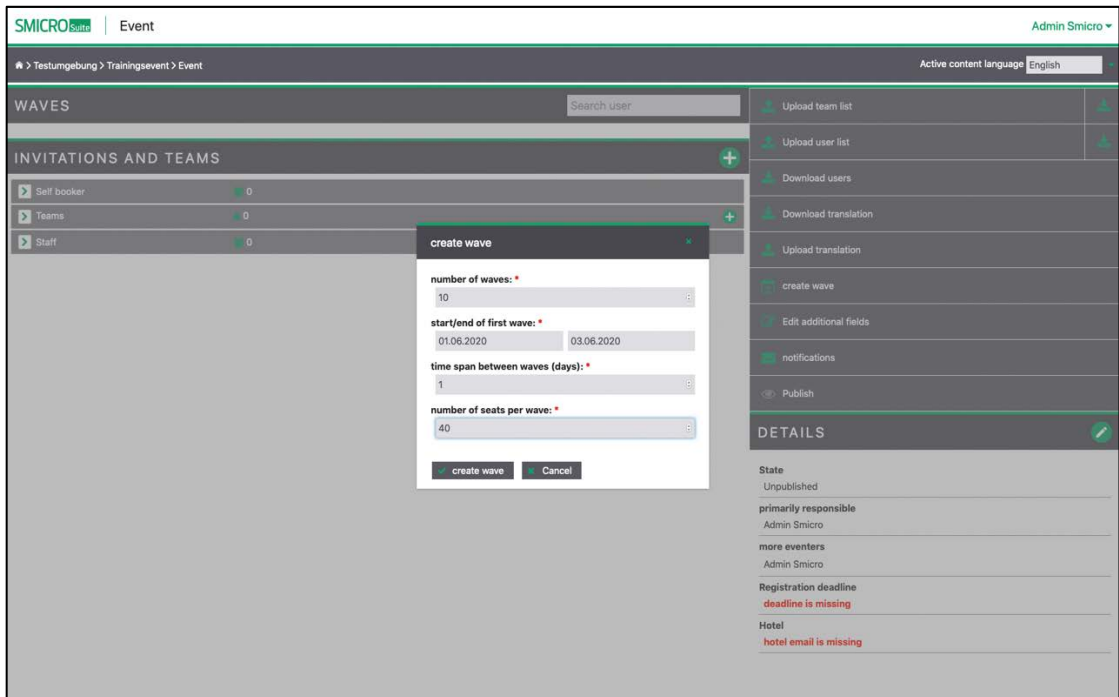 SMICRO Suite Event
Admin Smicro
> Testumgebung > Trainingsevent > Event
Active content language English
WAVES
Search user
INVITATIONS AND TEAMS
Self booker 0
Teams 0
Staff 0
create wave
number of waves: *
10
start/end of first wave: *
01.06.2020 03.06.2020
time span between waves (days): *
1
number of seats per wave: *
40
create wave Cancel
Upload team list
Upload user list
Download users
Download translation
Upload translation
create wave
Edit additional fields
notifications
Publish
DETAILS
State
Unpublished
primarily responsible
Admin Smicro
more eventers
Admin Smicro
Registration deadline
deadline is missing
Hotel
hotel email is missing